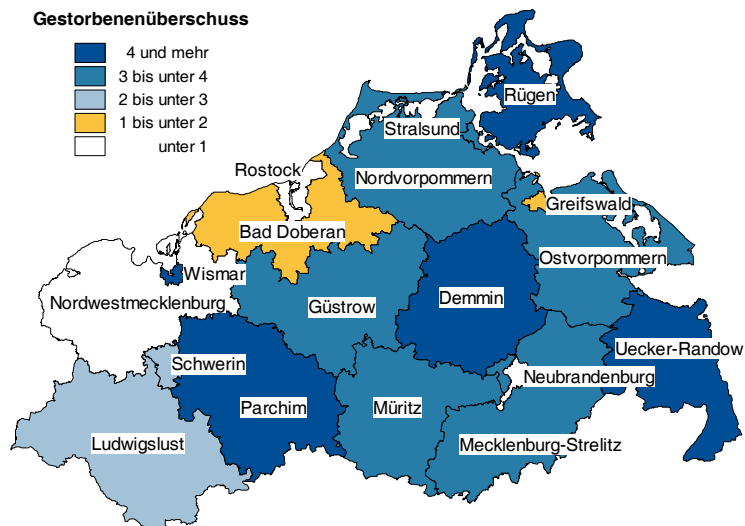 Gestorbenenüberschuss
4 und mehr
3 bis unter 4
2 bis unter 3
1 bis unter 2
unter 1
Rügen
Stralsund
Rostock
Nordvorpommern
Greifswald
Bad Doberan
Ostvorpommern
Wismar
Nordwestmecklenburg
Güstrow
Demmin
Uecker-Randow
Schwerin
Neubrandenburg
Parchim
Müritz
Ludwigslust
Mecklenburg-Strelitz